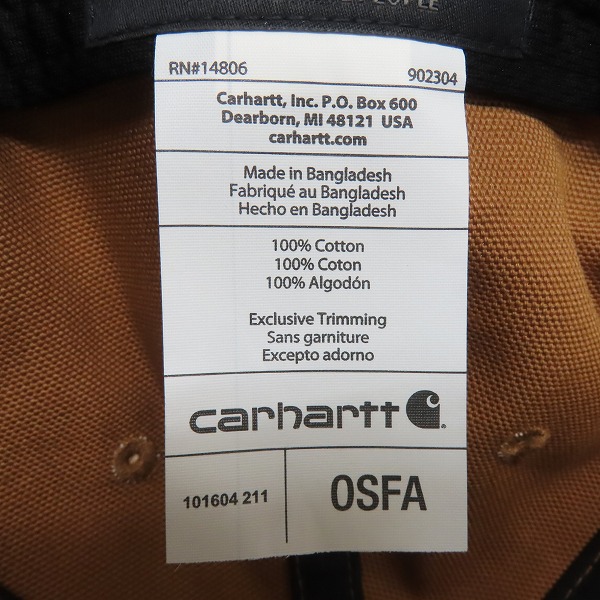 RN#14806 902304
Carhartt, Inc. P.O. Box 600
Dearborn, MI 48121 USA
carhartt.com
Made in Bangladesh
Fabriqué au Bangladesh
Hecho en Bangladesh
100% Cotton
100% Coton
100% Algodón
Exclusive Trimming
Sans garniture
Excepto adorno
carhartt
101604 211 OSFA